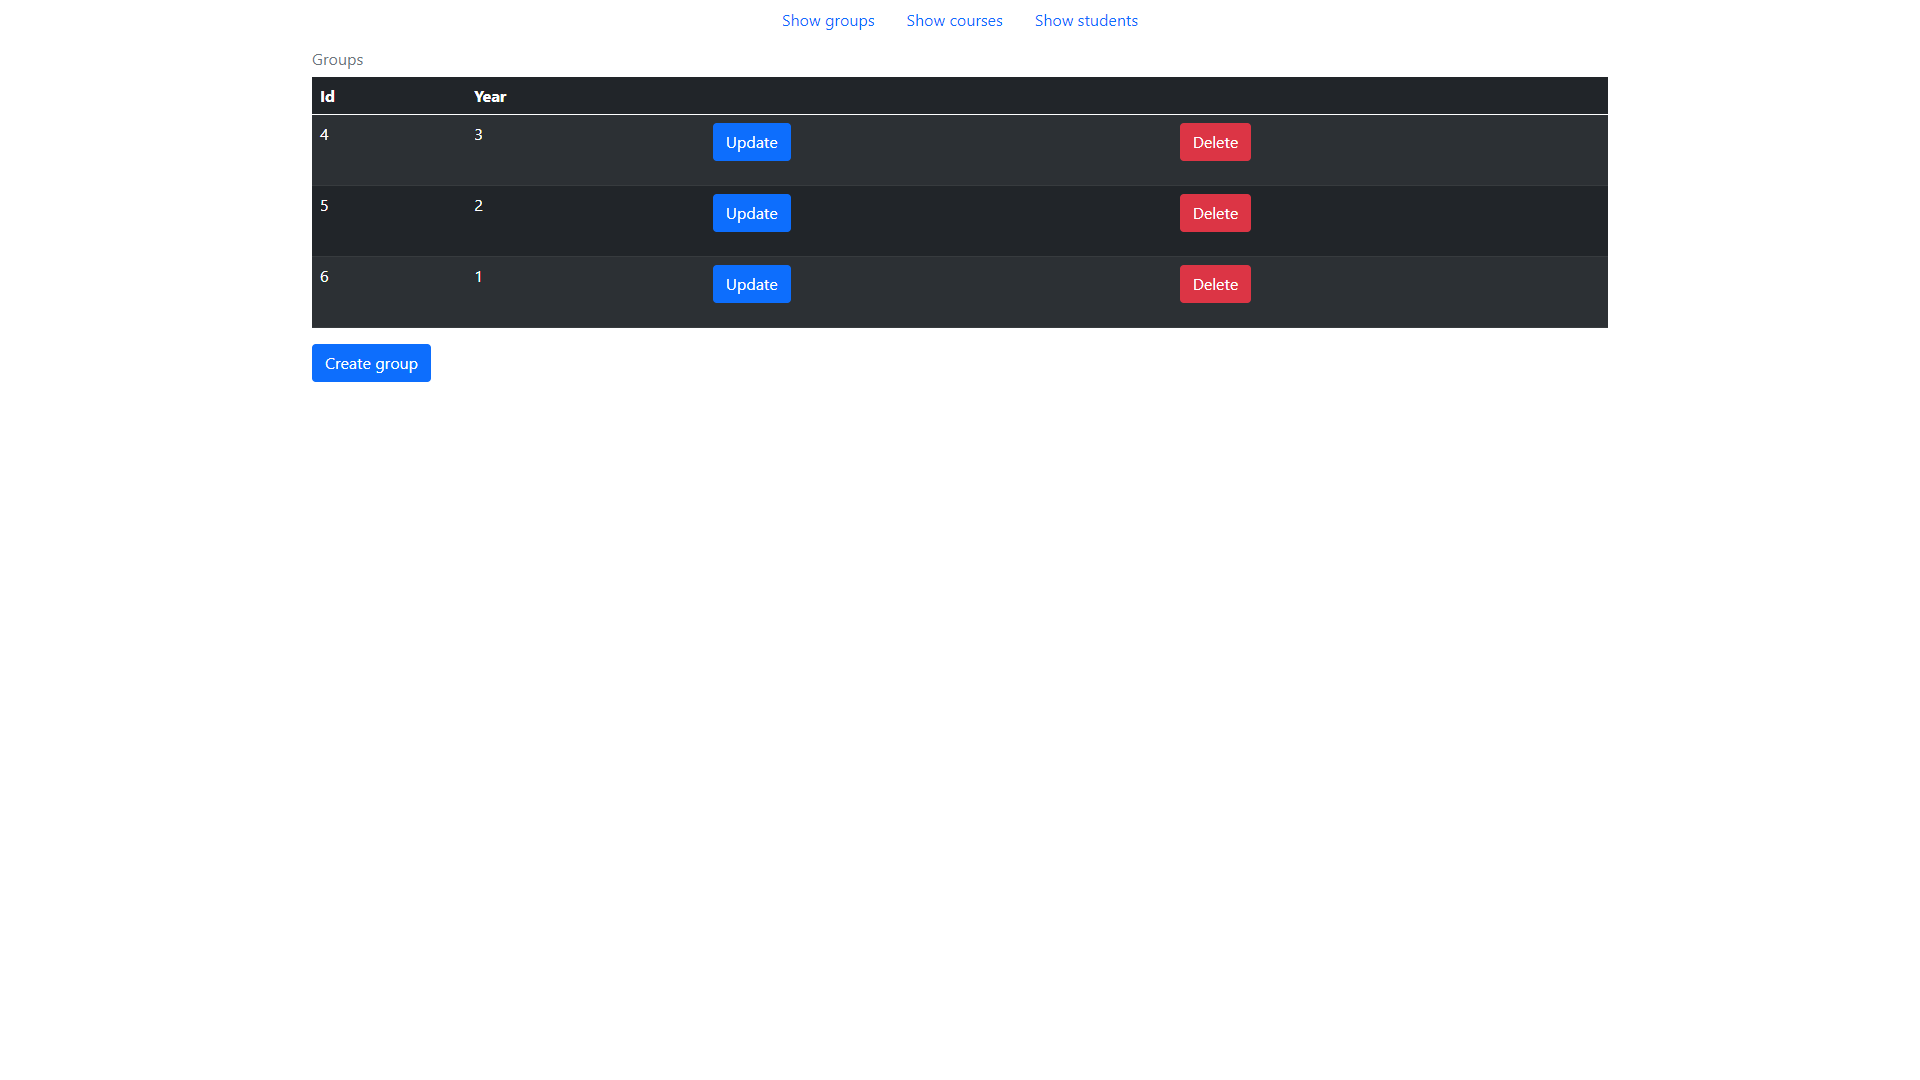 Show groups Show courses Show students
Groups
Id Year
4 3 Update Delete
5 2 Update Delete
6 1 Update Delete
Create group